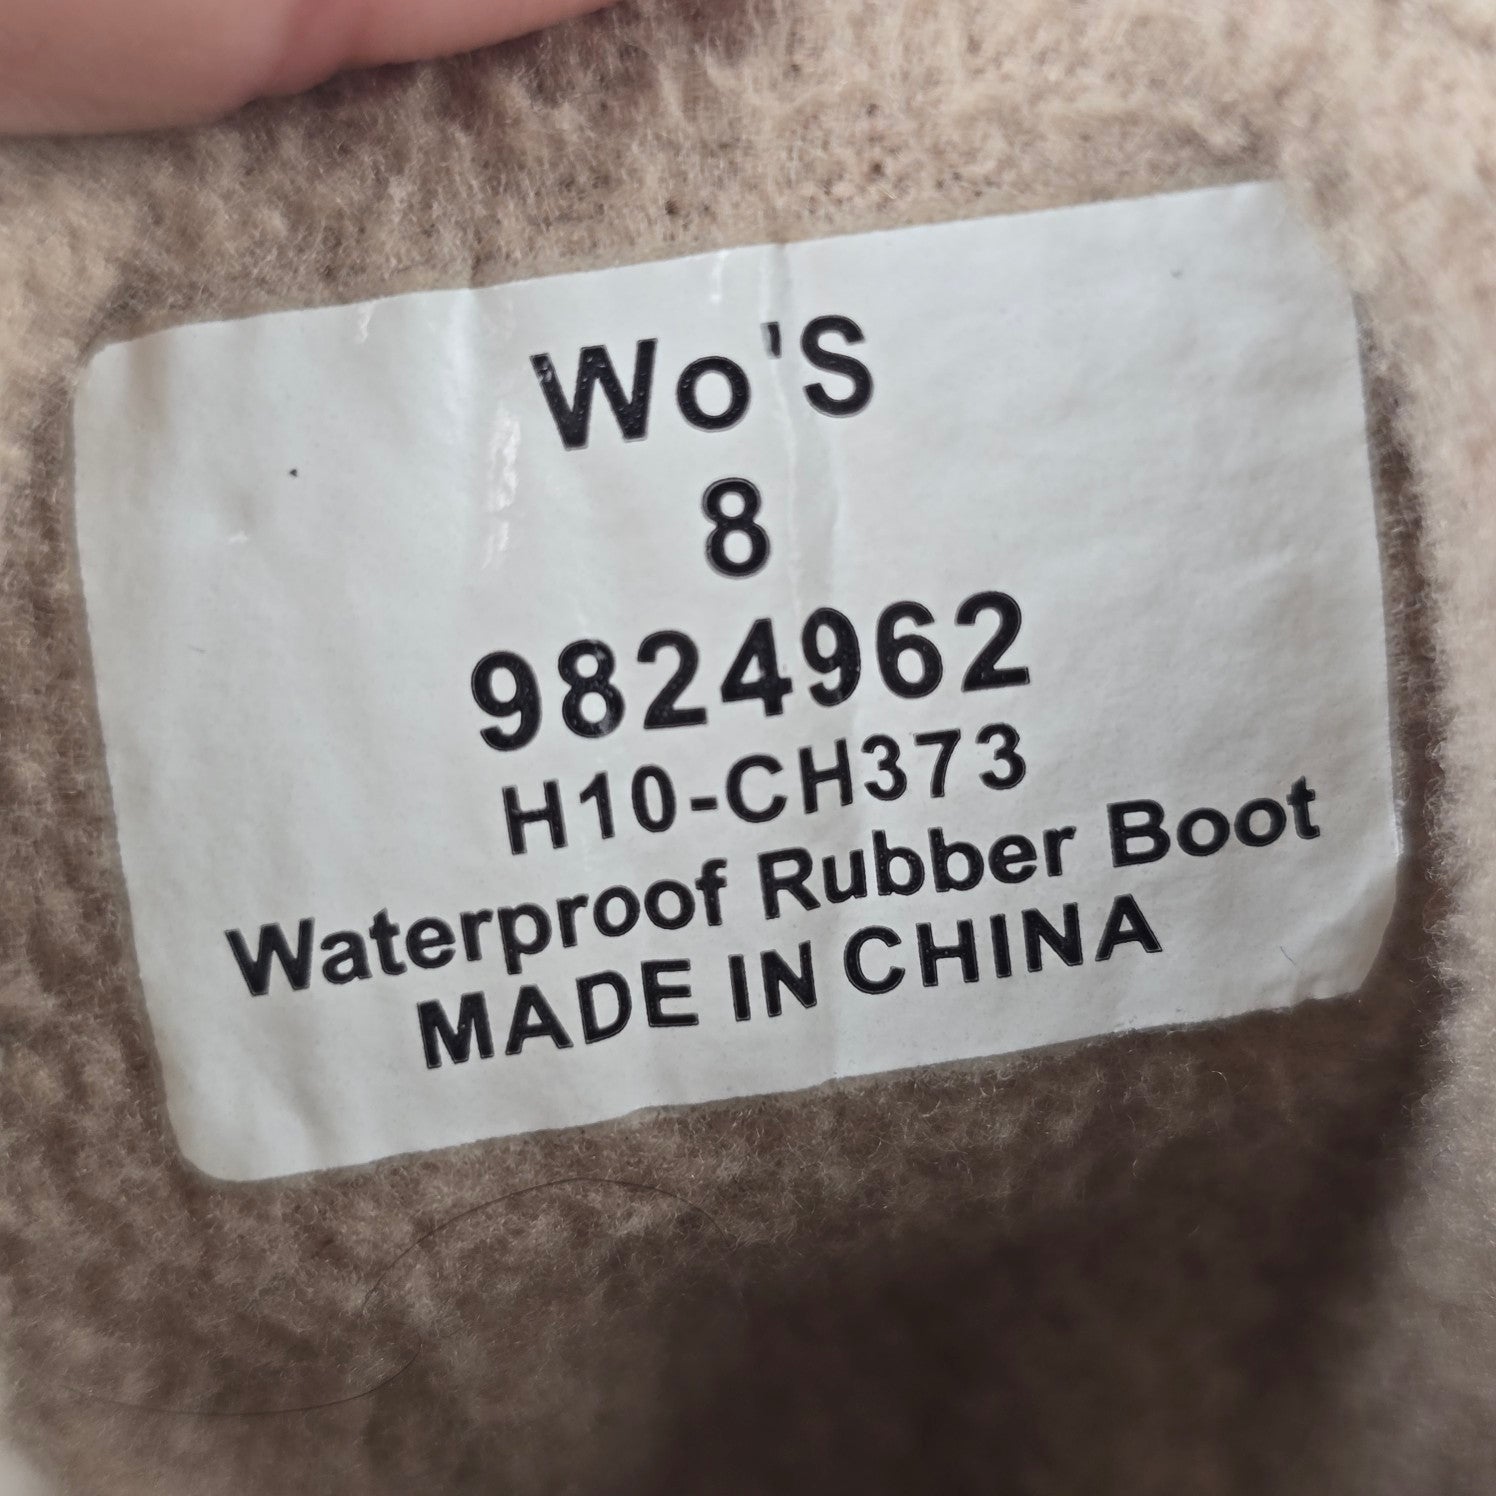 Wo'S
8
9824962
H10-CH373
Waterproof Rubber Boot
MADE IN CHINA